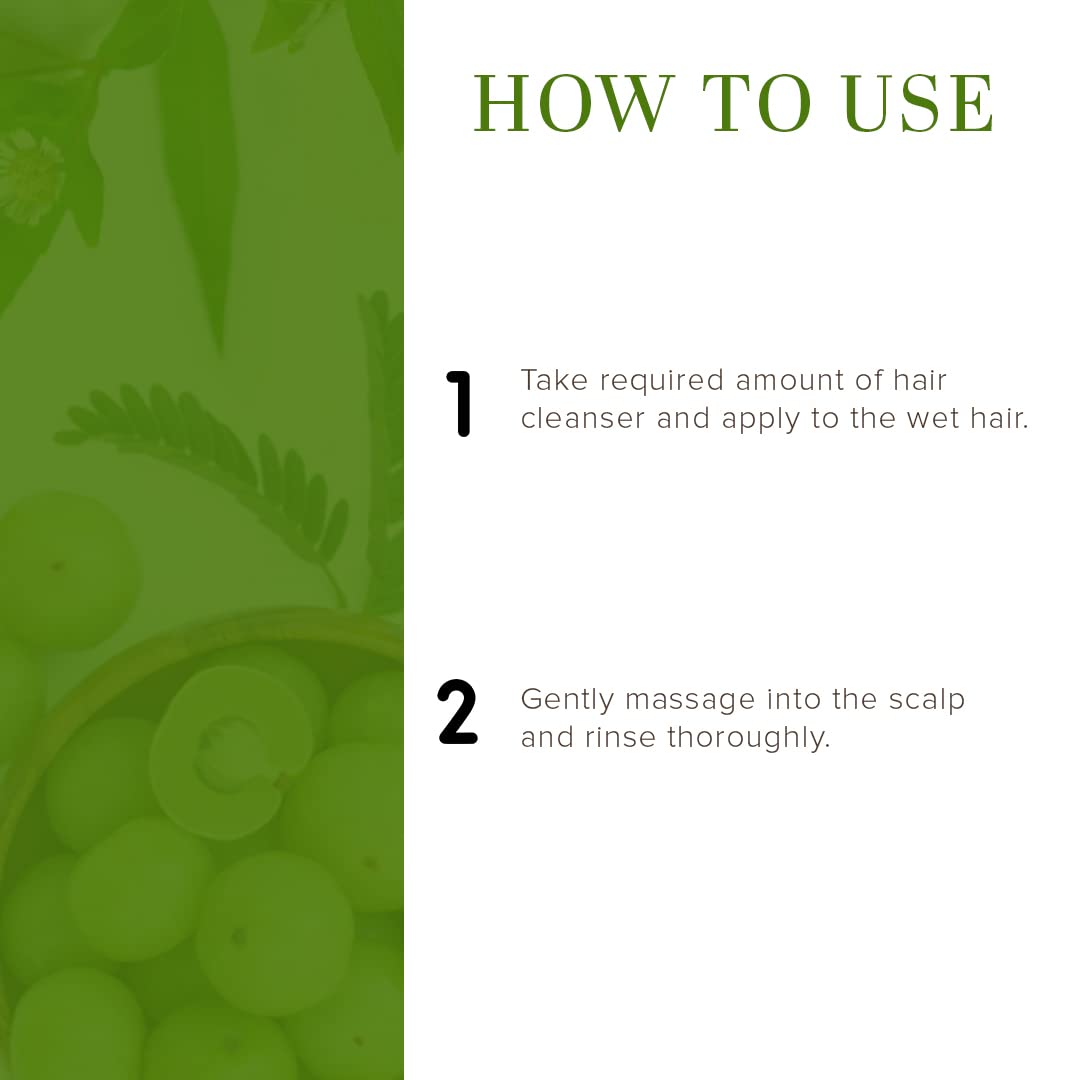 HOW TO USE
1
Take required amount of hair
cleanser and apply to the wet hair.
2
Gently massage into the scalp
and rinse thoroughly.